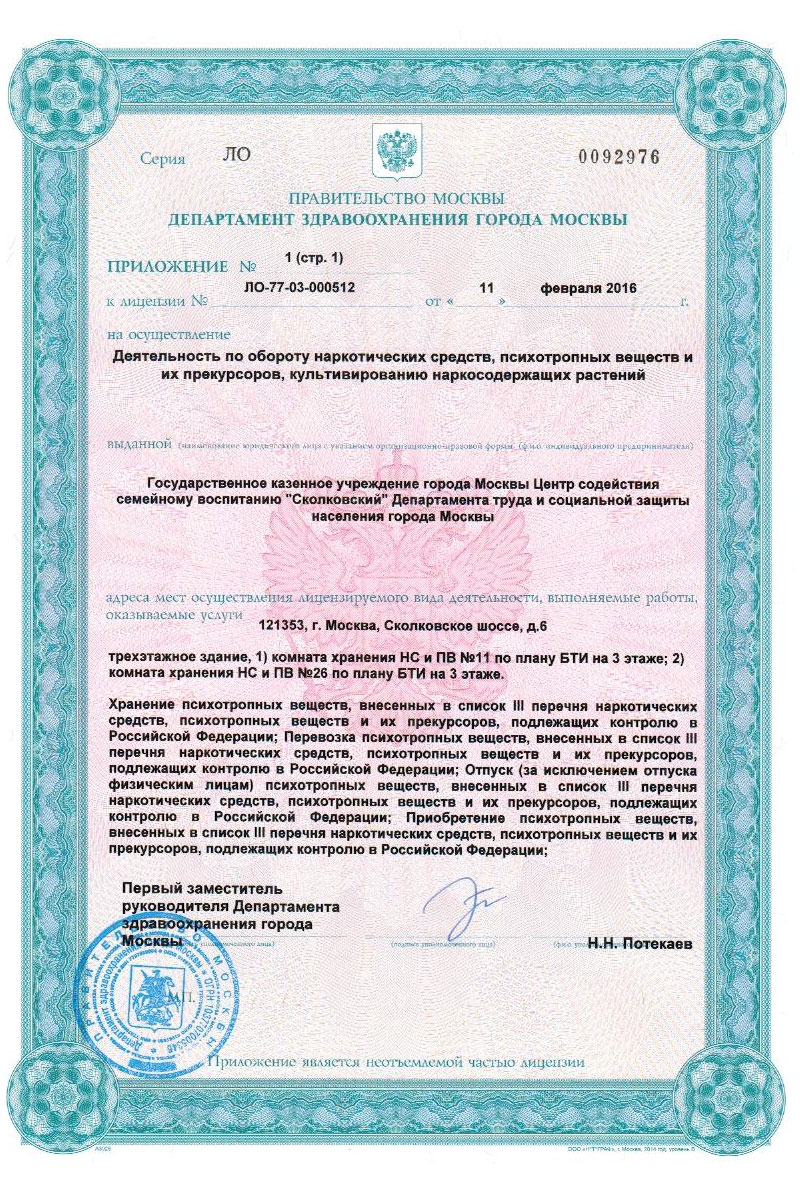 Серия ЛО 0092976
ПРАВИТЕЛЬСТВО МОСКВЫ
ДЕПАРТАМЕНТ ЗДРАВООХРАНЕНИЯ ГОРОДА МОСКВЫ
ПРИЛОЖЕНИЕ № 1 (стр. 1)
к лицензии № ЛО-77-03-000512 от « 11 » февраля 2016 г.
на осуществление
Деятельность по обороту наркотических средств, психотропных веществ и
их прекурсоров, культивированию наркосодержащих растений
выданной (наименование юридического лица с указанием организационно-правовой формы (ф.и.о. индивидуального предпринимателя)
Государственное казенное учреждение города Москвы Центр содействия
семейному воспитанию "Сколковский" Департамента труда и социальной защиты
населения города Москвы
адреса мест осуществления лицензируемого вида деятельности, выполняемые работы,
оказываемые услуги
121353, г. Москва, Сколковское шоссе, д.6
трехэтажное здание, 1) комната хранения НС и ПВ №11 по плану БТИ на 3 этаже; 2)
комната хранения НС и ПВ №26 по плану БТИ на 3 этаже.
Хранение психотропных веществ, внесенных в список III перечня наркотических
средств, психотропных веществ и их прекурсоров, подлежащих контролю в
Российской Федерации; Перевозка психотропных веществ, внесенных в список III
перечня наркотических средств, психотропных веществ и их прекурсоров,
подлежащих контролю в Российской Федерации; Отпуск (за исключением отпуска
физическим лицам) психотропных веществ, внесенных в список III перечня
наркотических средств, психотропных веществ и их прекурсоров, подлежащих
контролю в Российской Федерации; Приобретение психотропных веществ,
внесенных в список III перечня наркотических средств, психотропных веществ и их
прекурсоров, подлежащих контролю в Российской Федерации;
Первый заместитель
руководителя Департамента
здравоохранения города
Москвы (подпись уполномоченного лица) Н.Н. Потекаев
М.П.
Приложение является неотъемлемой частью лицензии